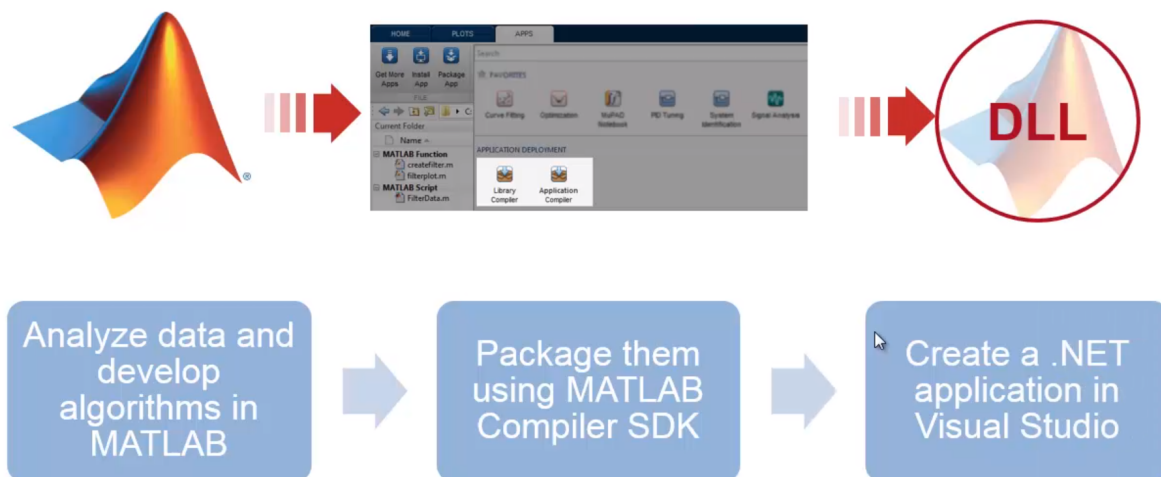 HOME PLOTS APPS
Get More Apps
Install App
Package App
FILE
Search
FAVORITES
Curve Fitting
Optimization
MuPAD Notebook
PID Tuning
System Identification
Signal Analysis
Current Folder
Name
MATLAB Function
createfilter.m
filterplot.m
MATLAB Script
FilterData.m
APPLICATION DEPLOYMENT
Library
Compiler
Application
Compiler
®
DLL
Analyze data and
develop
algorithms in
MATLAB
Package them
using MATLAB
Compiler SDK
Create a .NET
application in
Visual Studio